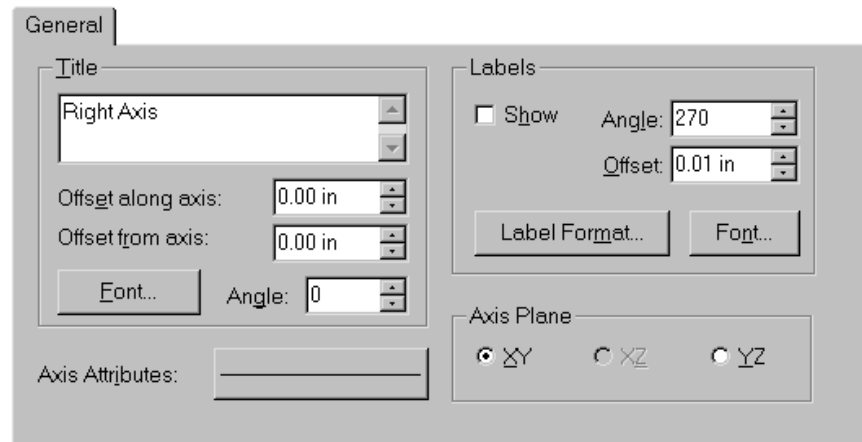 General
Title
Right Axis
Offset along axis: 0.00 in
Offset from axis: 0.00 in
Font... Angle: 0
Axis Attributes:
Labels
Show Angle: 270
Offset: 0.01 in
Label Format... Font...
Axis Plane
XY XZ YZ